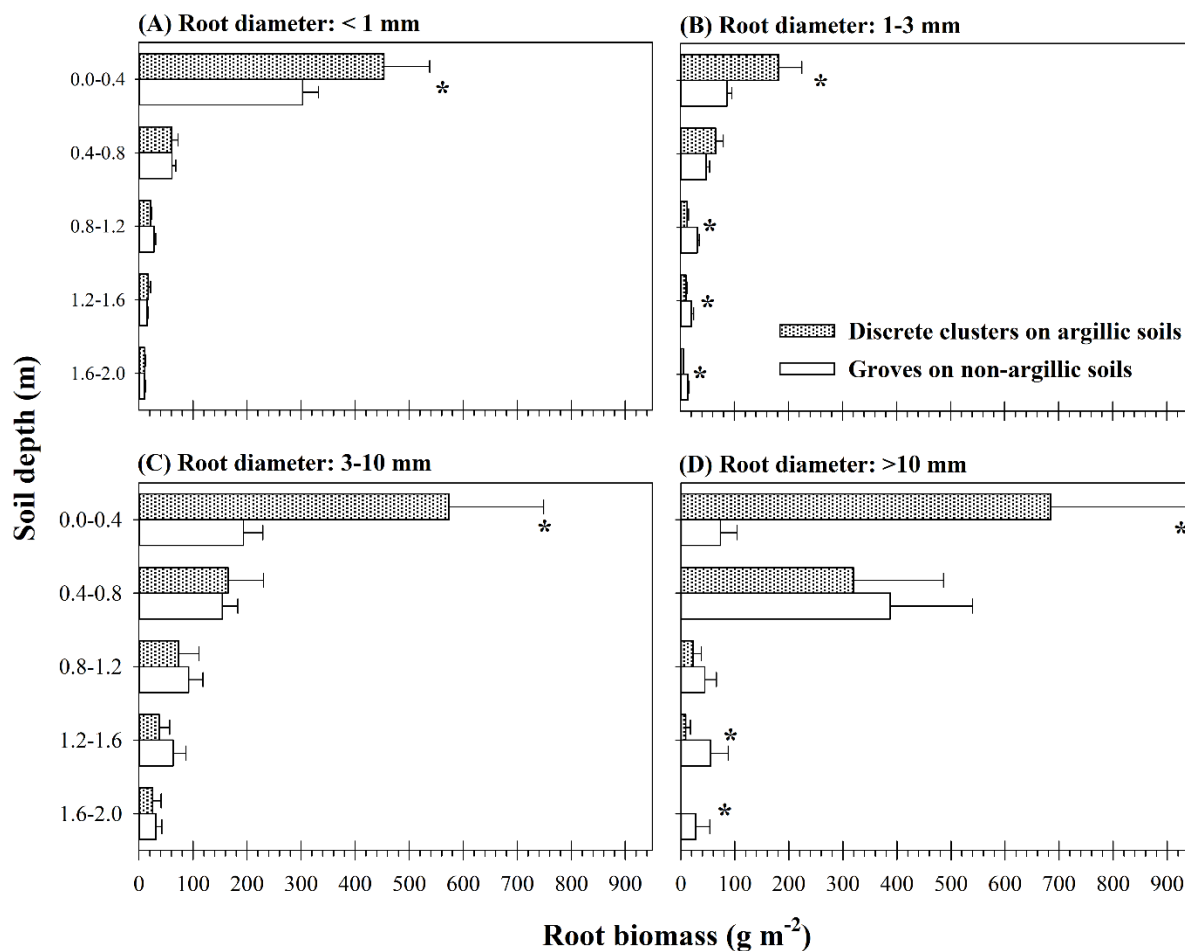 (A) Root diameter: < 1 mm
(B) Root diameter: 1-3 mm
0.0-0.4
*
*
0.4-0.8
0.8-1.2
*
1.2-1.6
*
1.6-2.0
*
Discrete clusters on argillic soils
Groves on non-argillic soils
(C) Root diameter: 3-10 mm
(D) Root diameter: >10 mm
0.0-0.4
*
*
0.4-0.8
0.8-1.2
1.2-1.6
*
1.6-2.0
*
0 100 200 300 400 500 600 700 800 900
0 100 200 300 400 500 600 700 800 900
Soil depth (m)
Root biomass (g m⁻²)